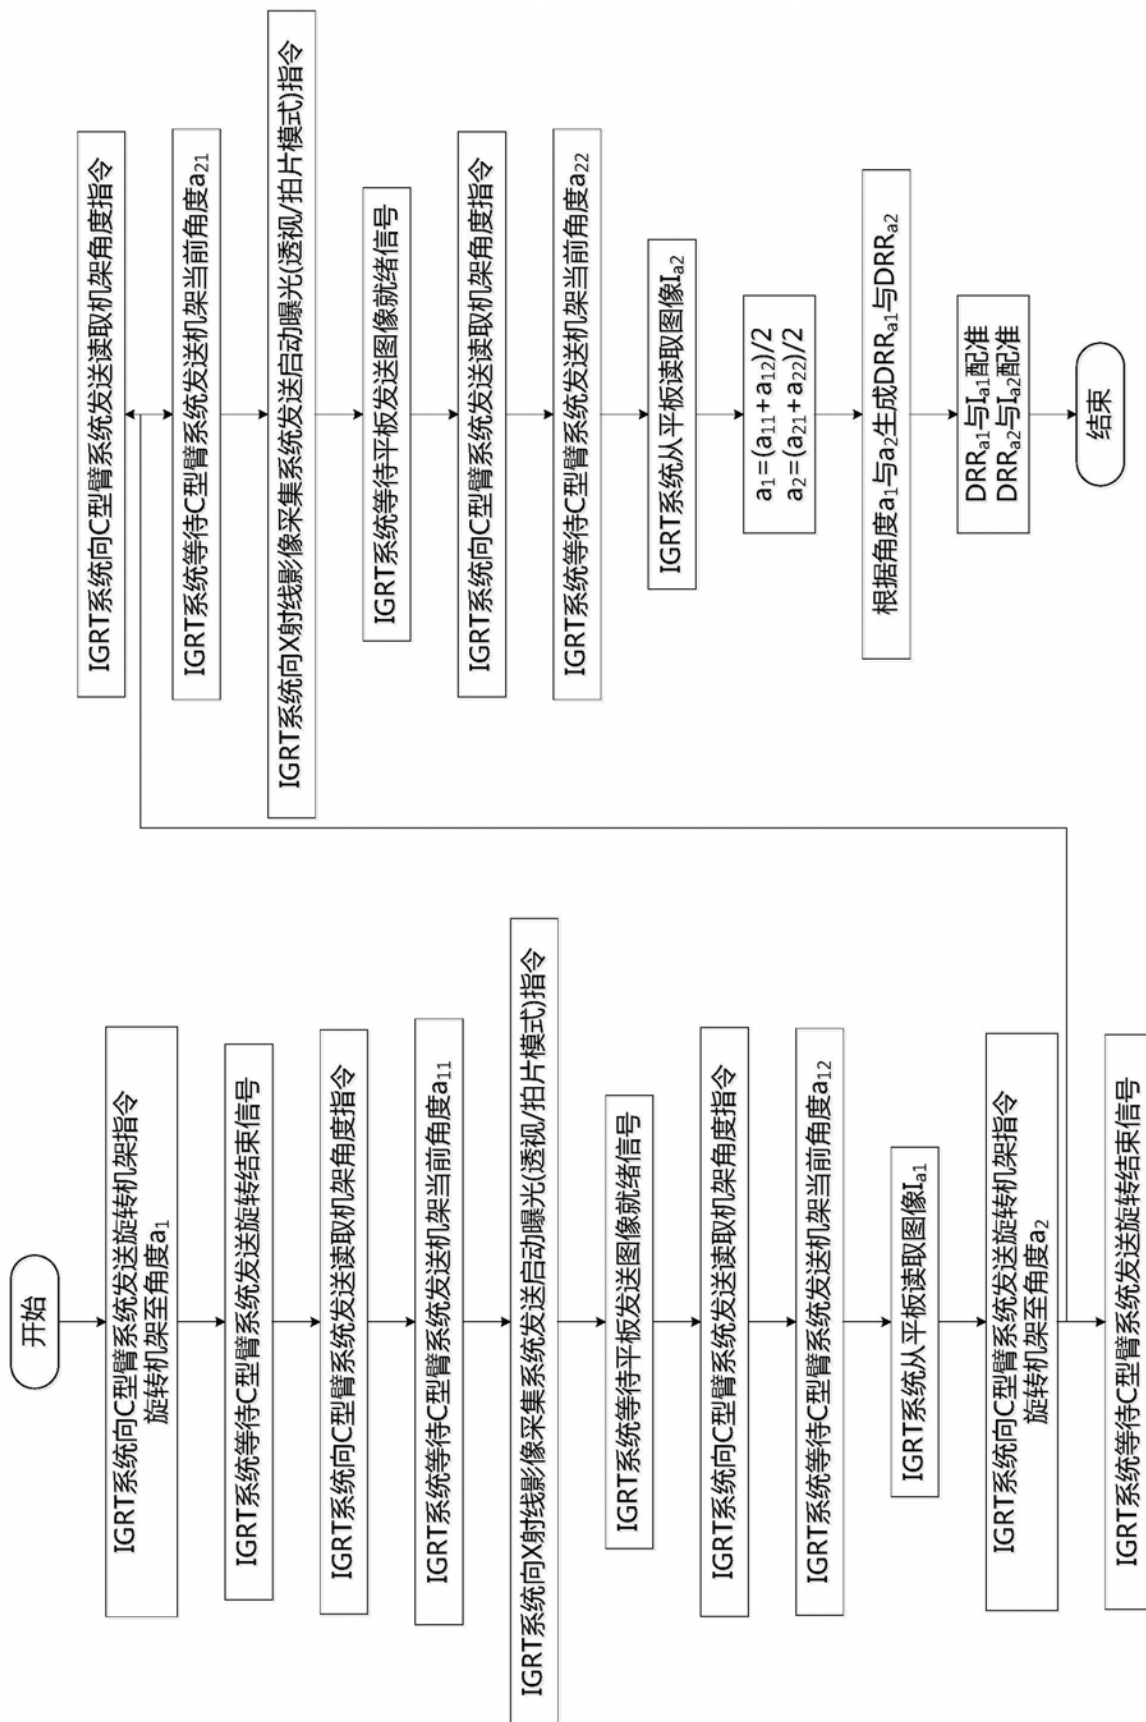 开始
IGRT系统向C型臂系统发送旋转机架指令
旋转机架至角度a₁
IGRT系统等待C型臂系统发送旋转结束信号
IGRT系统向C型臂系统发送读取机架角度指令
IGRT系统等待C型臂系统发送机架当前角度a₁₁
IGRT系统向X射线影像采集系统发送启动曝光(透视/拍片模式)指令
IGRT系统等待平板发送图像就绪信号
IGRT系统向C型臂系统发送读取机架角度指令
IGRT系统等待C型臂系统发送机架当前角度a₁₂
IGRT系统从平板读取图像Iₐ₁
IGRT系统向C型臂系统发送旋转机架指令
旋转机架至角度a₂
IGRT系统等待C型臂系统发送旋转结束信号
IGRT系统向C型臂系统发送读取机架角度指令
IGRT系统等待C型臂系统发送机架当前角度a₂₁
IGRT系统向X射线影像采集系统发送启动曝光(透视/拍片模式)指令
IGRT系统等待平板发送图像就绪信号
IGRT系统向C型臂系统发送读取机架角度指令
IGRT系统等待C型臂系统发送机架当前角度a₂₂
IGRT系统从平板读取图像Iₐ₂
a₁=(a₁₁+a₁₂)/2
a₂=(a₂₁+a₂₂)/2
根据角度a₁与a₂生成DRRₐ₁与DRRₐ₂
DRRₐ₁与Iₐ₁配准
DRRₐ₂与Iₐ₂配准
结束